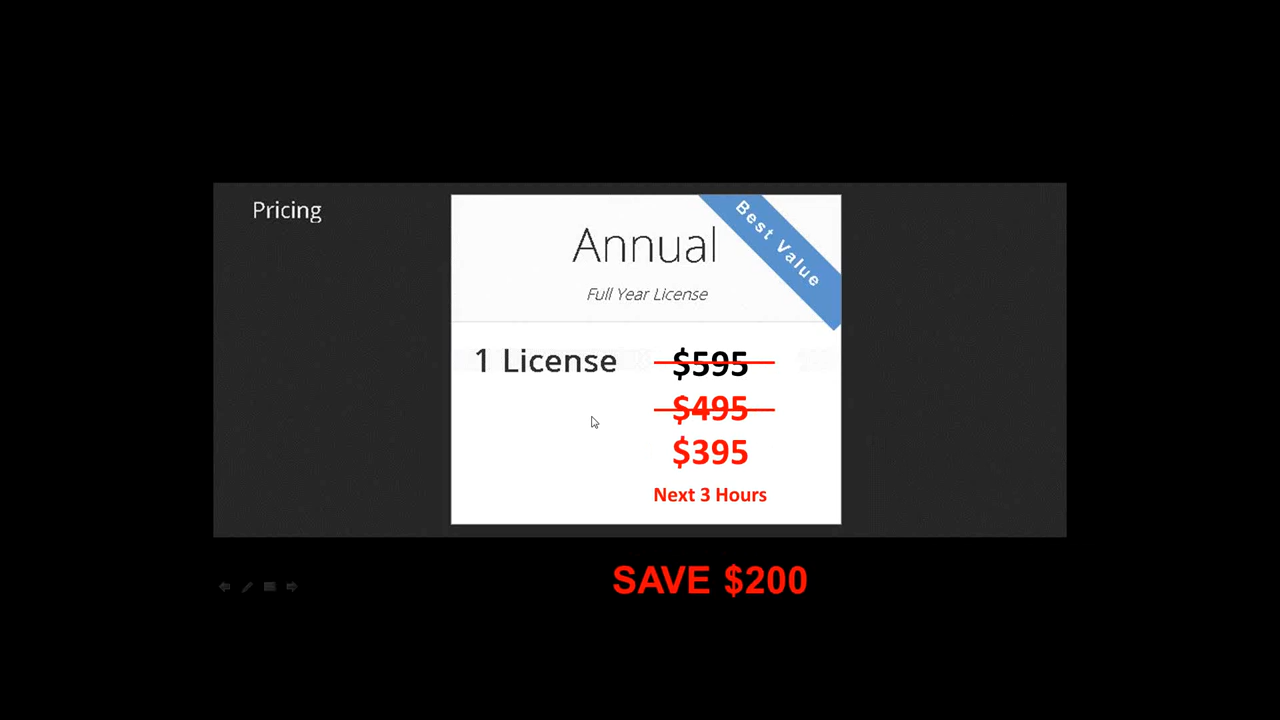 Pricing
Best Value
Annual
Full Year License
1 License $595
$495
$395
Next 3 Hours
SAVE $200